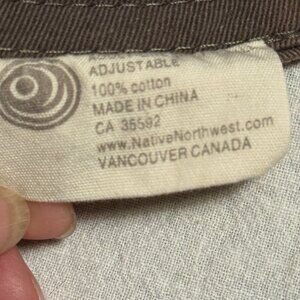 ADJUSTABLE
100% cotton
MADE IN CHINA
CA 35592
www.NativeNorthwest.com
VANCOUVER CANADA